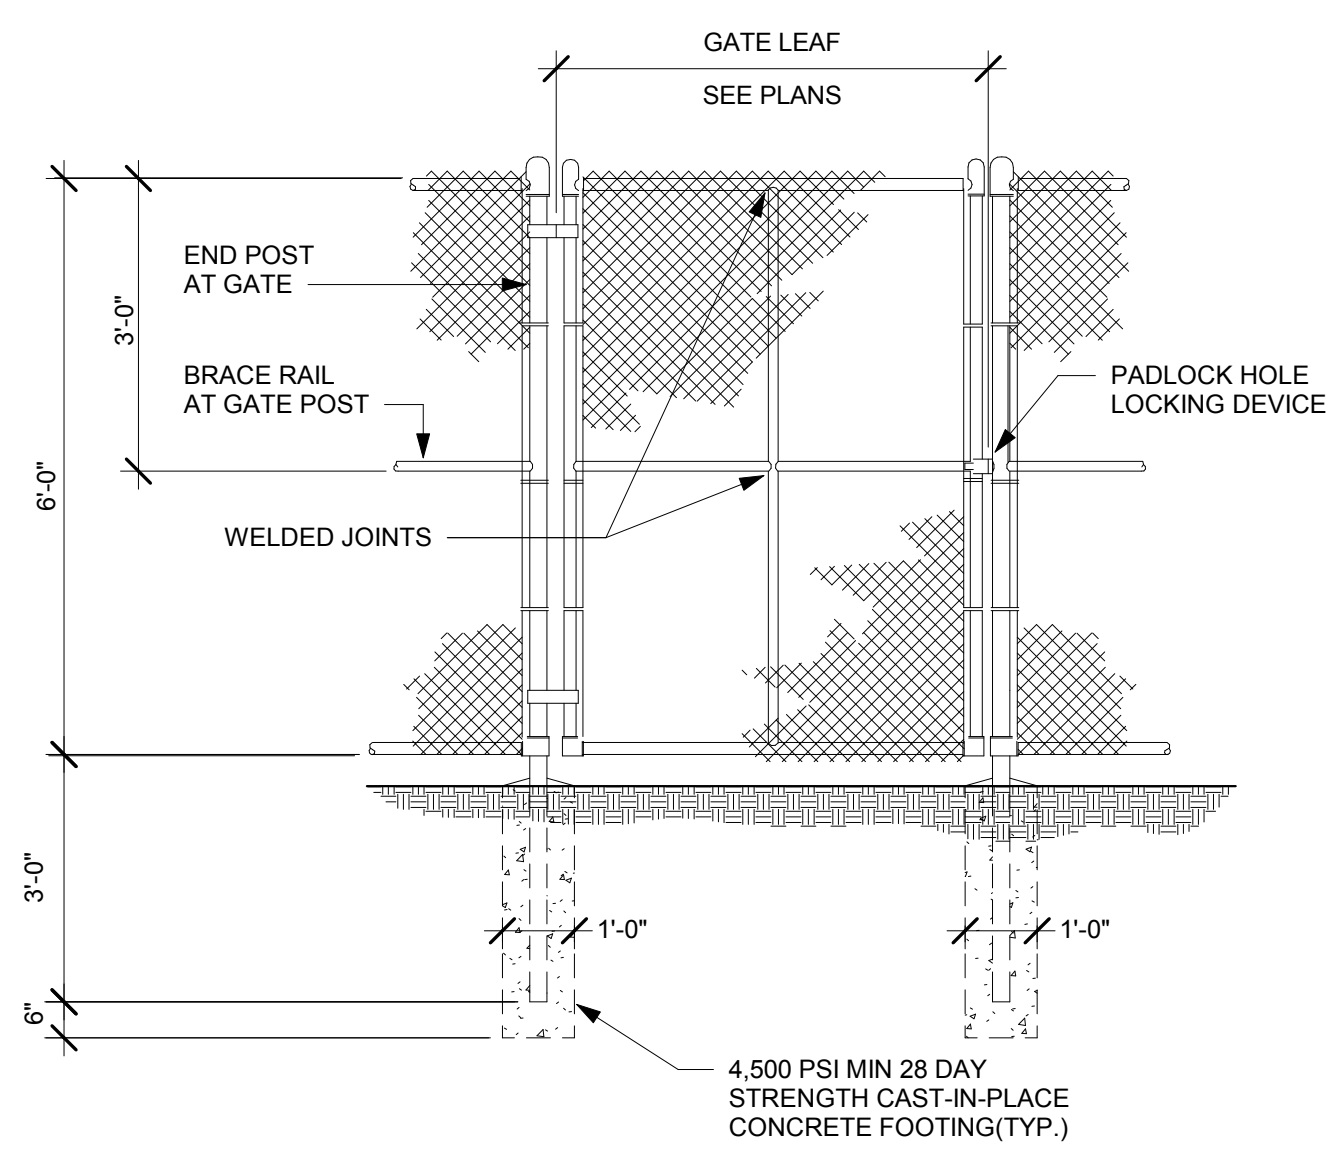 GATE LEAF
SEE PLANS
END POST
AT GATE
3'-0"
BRACE RAIL
AT GATE POST
PADLOCK HOLE
LOCKING DEVICE
6'-0"
WELDED JOINTS
3'-0"
1'-0"
1'-0"
6"
4,500 PSI MIN 28 DAY
STRENGTH CAST-IN-PLACE
CONCRETE FOOTING(TYP.)